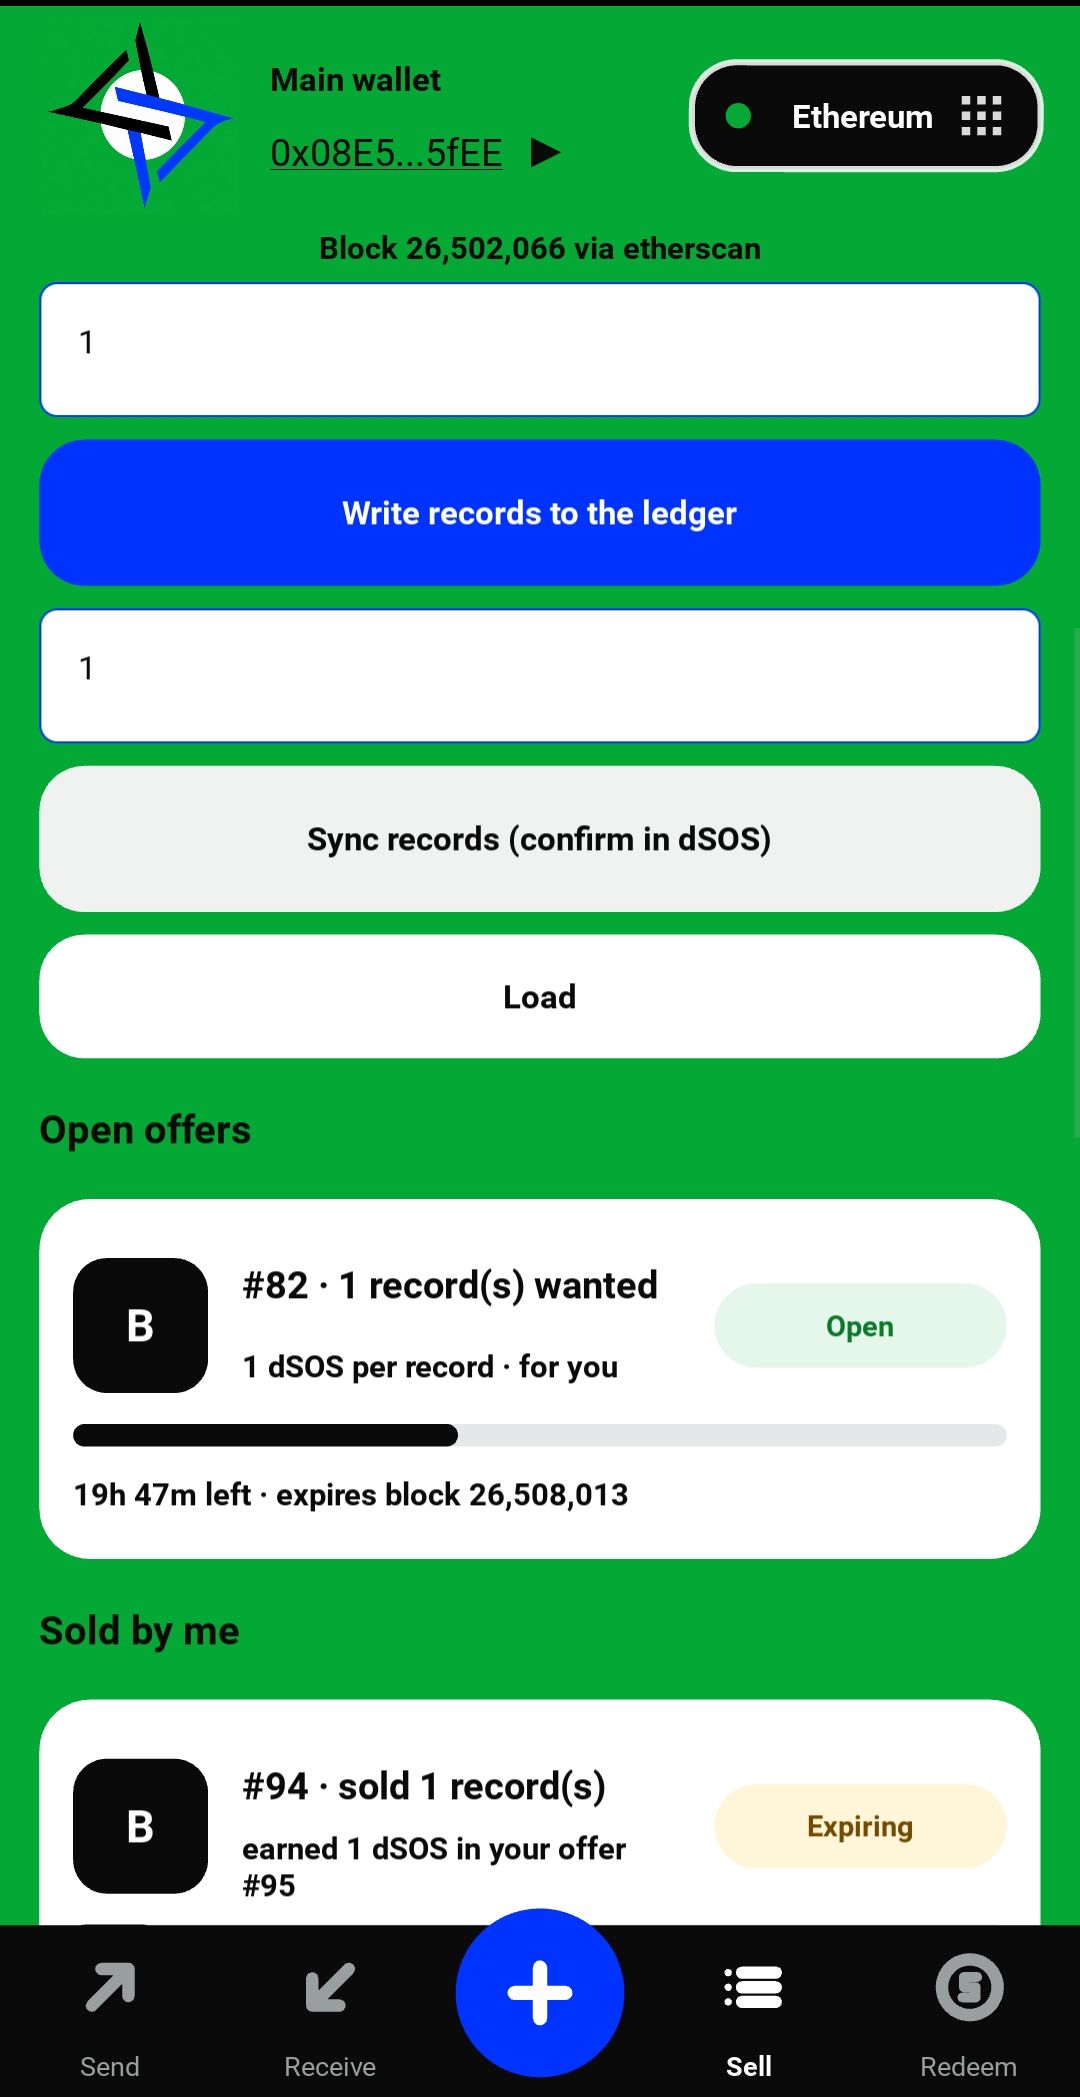 Main wallet
0x08E5...5fEE
Ethereum
Block 26,502,066 via etherscan
1
Write records to the ledger
1
Sync records (confirm in dSOS)
Load
Open offers
B
#82 · 1 record(s) wanted
1 dSOS per record · for you
Open
19h 47m left · expires block 26,508,013
Sold by me
B
#94 · sold 1 record(s)
earned 1 dSOS in your offer
#95
Expiring
Send
Receive
Sell
Redeem